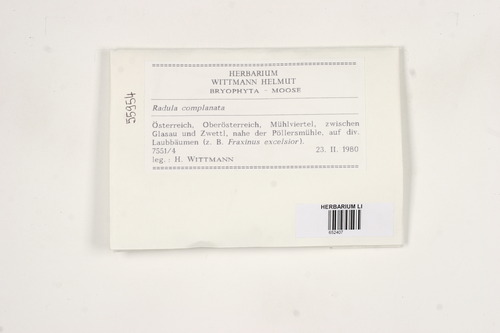 55954
HERBARIUM
WITTMANN HELMUT
BRYOPHYTA - MOOSE
Radula complanata
Österreich, Oberösterreich, Mühlviertel, zwischen
Glasau und Zwettl, nahe der Pöllersmühle, auf div.
Laubbäumen (z. B. Fraxinus excelsior).
7551/4 23. II. 1980
leg.: H. WITTMANN
HERBARIUM LI
652407